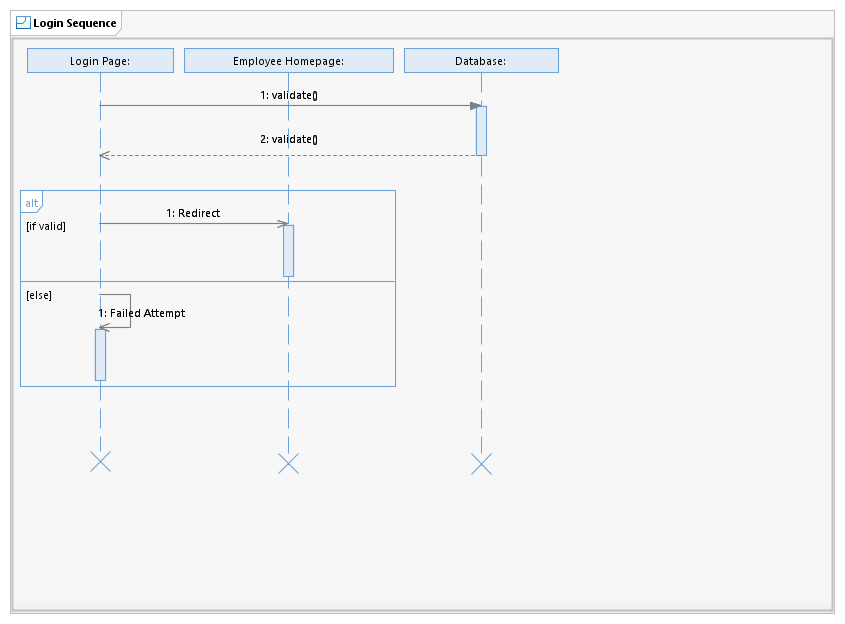 Login Sequence
Login Page:
Employee Homepage:
Database:
1: validate()
2: validate()
alt
1: Redirect
[if valid]
[else]
1: Failed Attempt